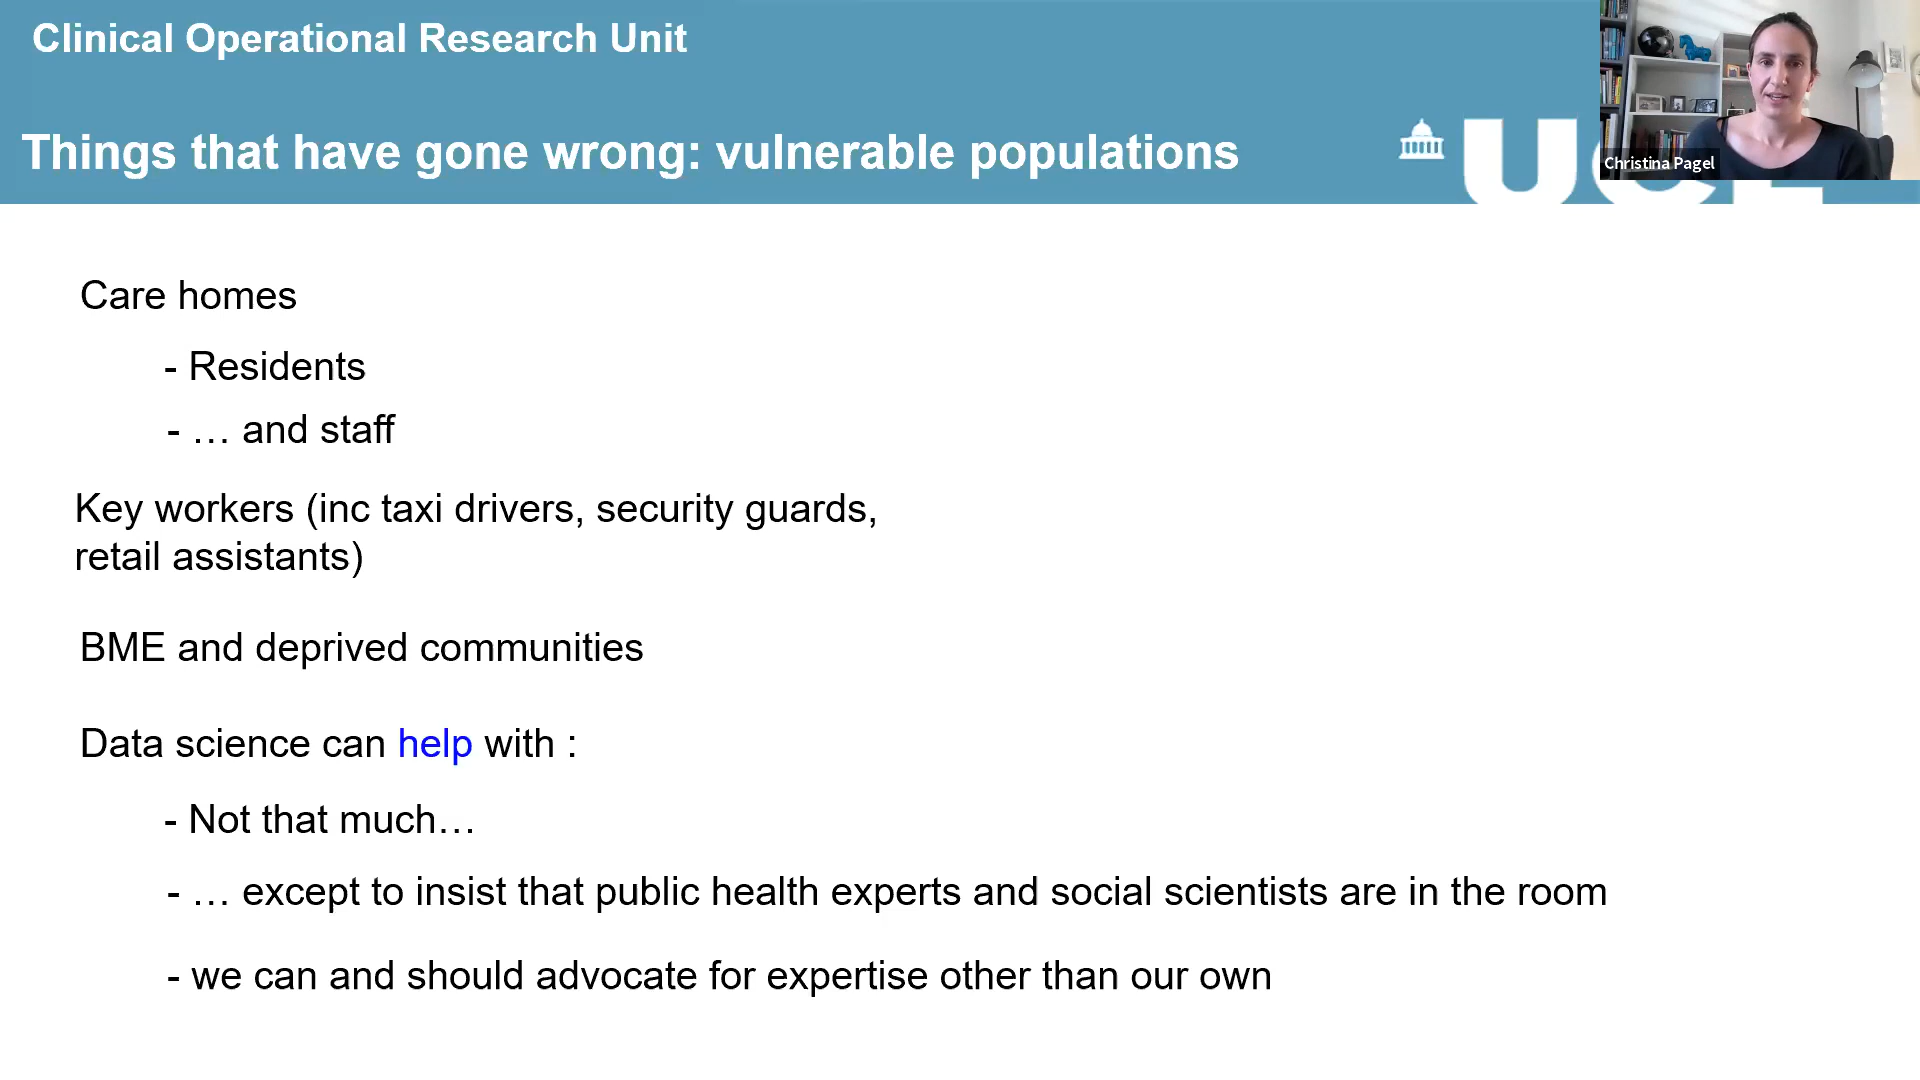 Clinical Operational Research Unit
Things that have gone wrong: vulnerable populations
UCL
Christina Pagel
Care homes
- Residents
- … and staff
Key workers (inc taxi drivers, security guards,
retail assistants)
BME and deprived communities
Data science can help with :
- Not that much…
- … except to insist that public health experts and social scientists are in the room
- we can and should advocate for expertise other than our own